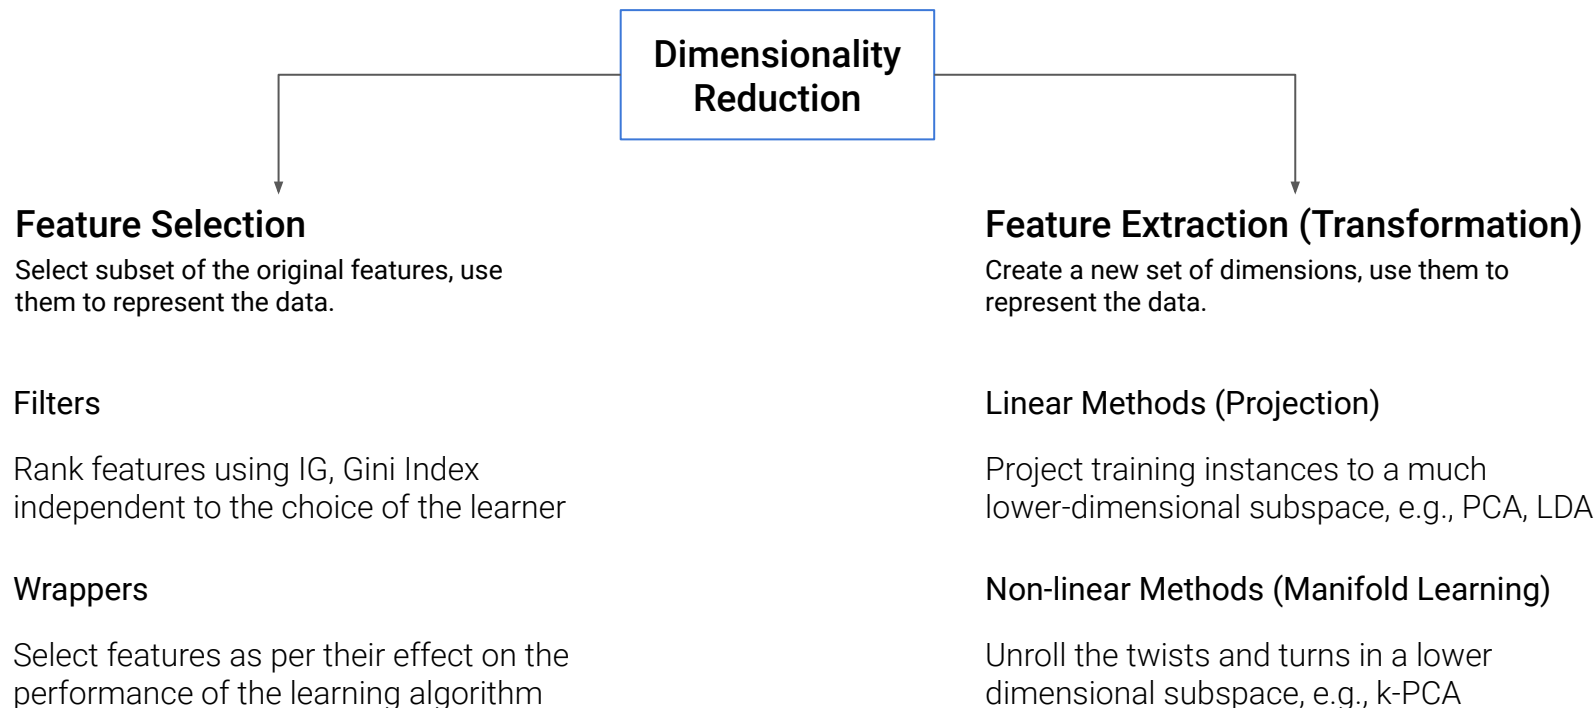 Dimensionality
Reduction
Feature Selection
Select subset of the original features, use
them to represent the data.
Filters
Rank features using IG, Gini Index
independent to the choice of the learner
Wrappers
Select features as per their effect on the
performance of the learning algorithm
Feature Extraction (Transformation)
Create a new set of dimensions, use them to
represent the data.
Linear Methods (Projection)
Project training instances to a much
lower-dimensional subspace, e.g., PCA, LDA
Non-linear Methods (Manifold Learning)
Unroll the twists and turns in a lower
dimensional subspace, e.g., k-PCA